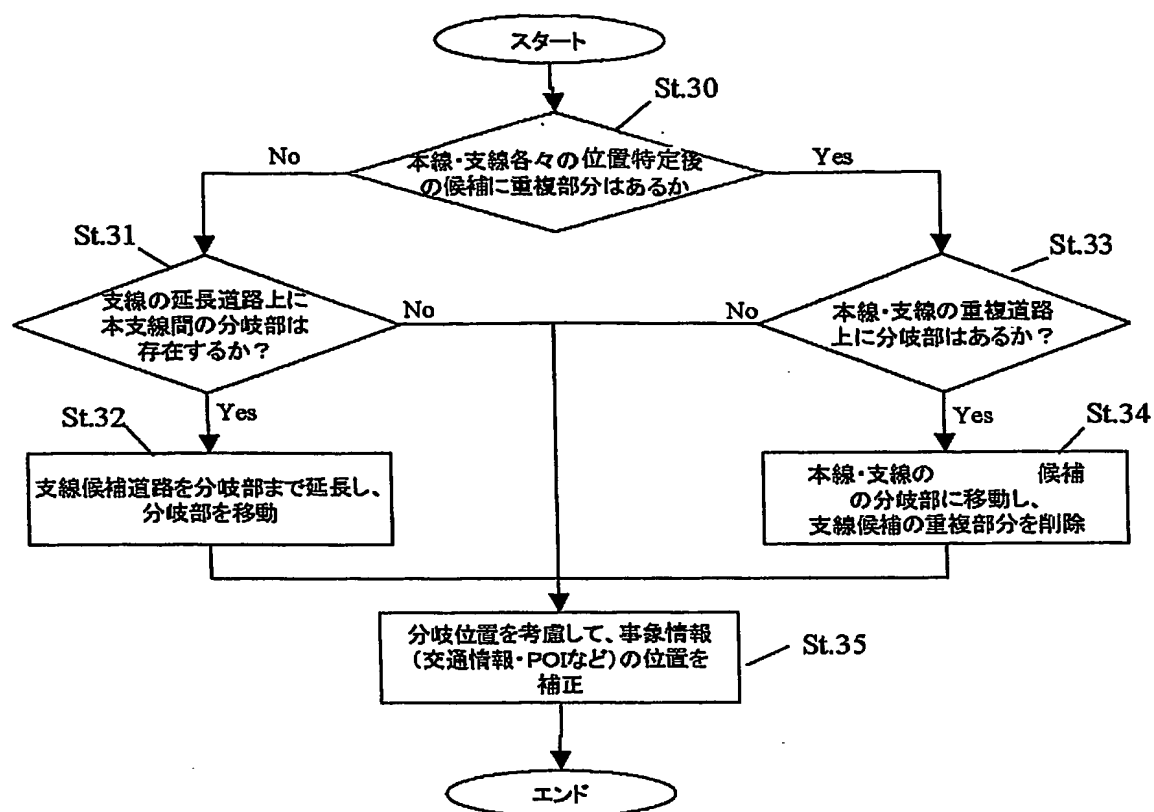 スタート
St.30
本線・支線各々の位置特定後
の候補に重複部分はあるか
No
Yes
St.31
支線の延長道路上に
本支線間の分岐部は
存在するか？
No
Yes
St.33
本線・支線の重複道路
上に分岐部はあるか？
No
Yes
St.32
支線候補道路を分岐部まで延長し、
分岐部を移動
St.34
本線・支線の 候補
の分岐部に移動し、
支線候補の重複部分を削除
分岐位置を考慮して、事象情報
（交通情報・POIなど）の位置を
補正
St.35
エンド